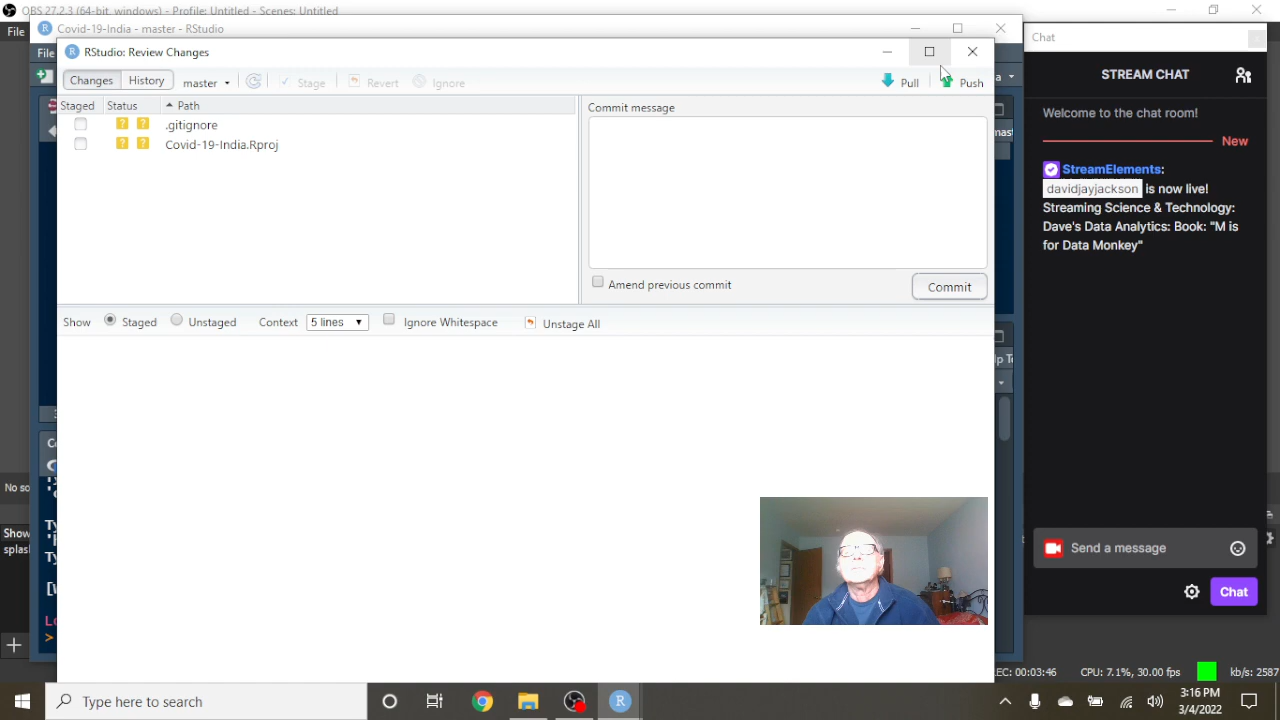 OBS 27.2.3 (64-bit, windows) - Profile: Untitled - Scenes: Untitled
File
Covid-19-India - master - RStudio
File
RStudio: Review Changes
Changes History master Stage Revert Ignore Pull Push
Staged Status Path
.gitignore
Covid-19-India.Rproj
Commit message
Amend previous commit
Commit
Show Staged Unstaged Context 5 lines Ignore Whitespace Unstage All
Chat
STREAM CHAT
Welcome to the chat room!
New
StreamElements:
davidjayjackson is now live!
Streaming Science & Technology:
Dave's Data Analytics: Book: "M is
for Data Monkey"
Send a message
Chat
No so
Show
splas
EC: 00:03:46 CPU: 7.1%, 30.00 fps kb/s: 2587
Type here to search
3:16 PM
3/4/2022